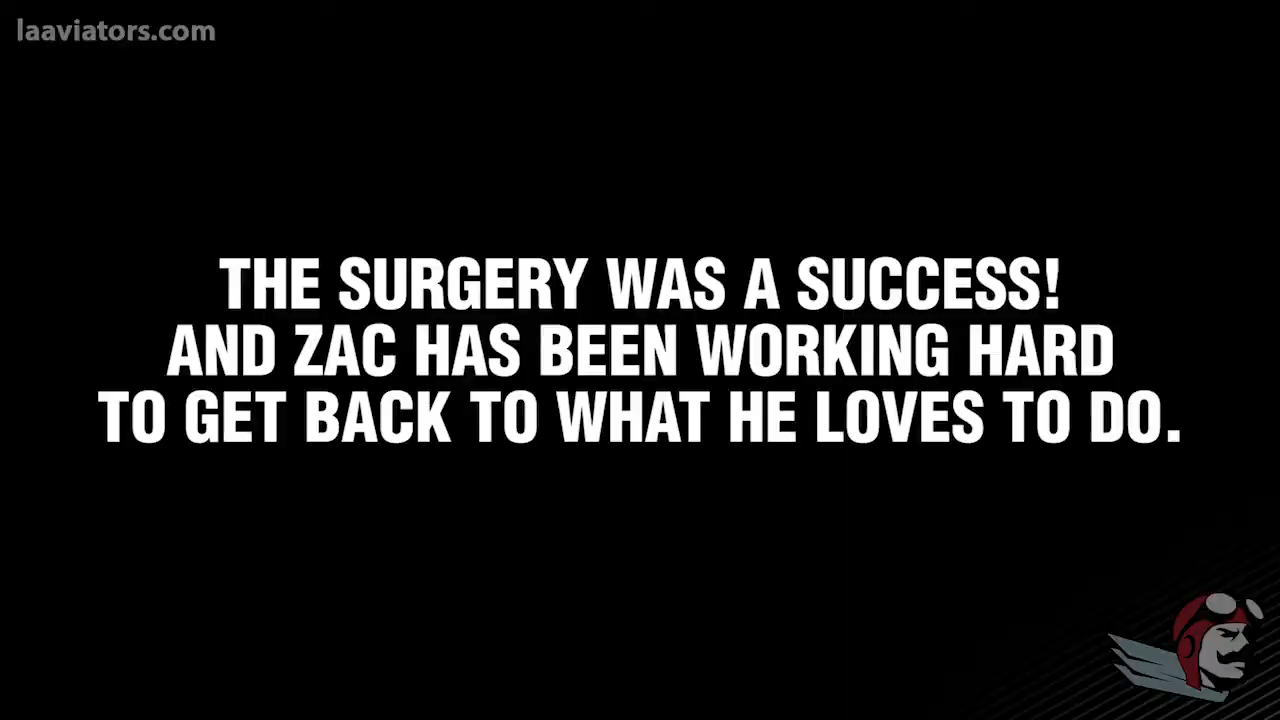 laaviators.com
THE SURGERY WAS A SUCCESS!
AND ZAC HAS BEEN WORKING HARD
TO GET BACK TO WHAT HE LOVES TO DO.